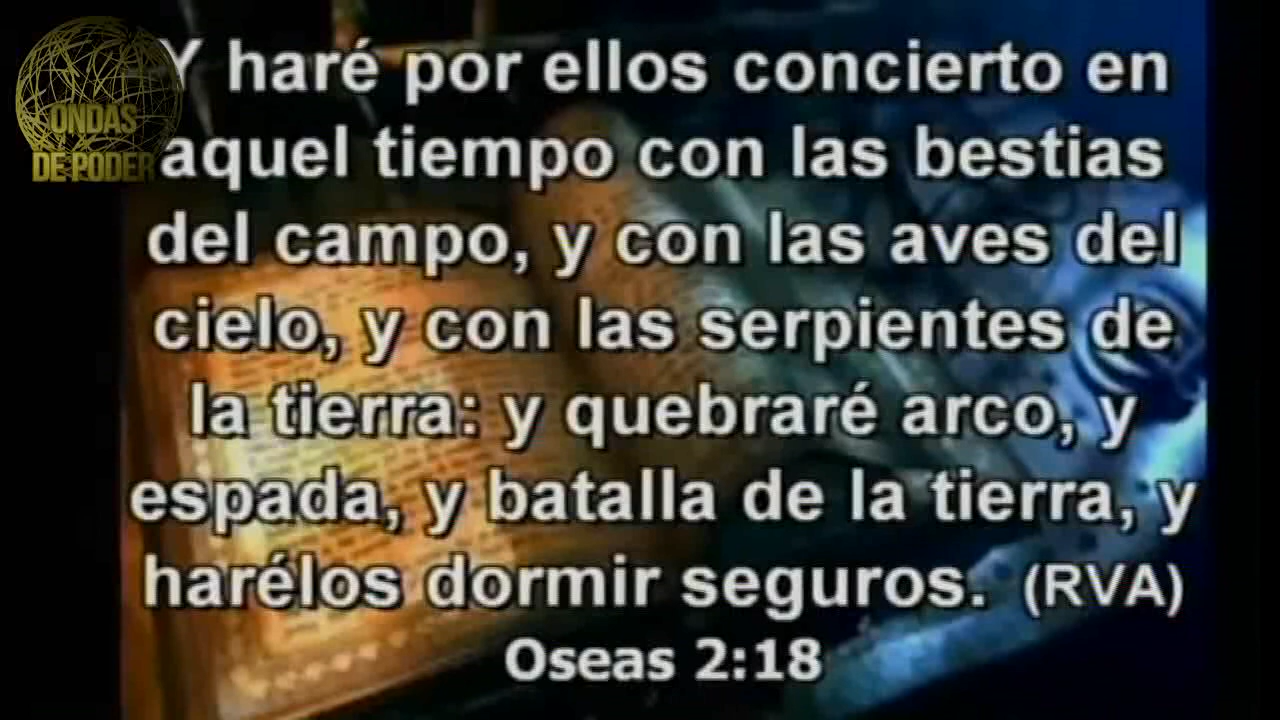 ONDAS
DE PODER
Y haré por ellos concierto en
aquel tiempo con las bestias
del campo, y con las aves del
cielo, y con las serpientes de
la tierra: y quebraré arco, y
espada, y batalla de la tierra, y
harélos dormir seguros. (RVA)
Oseas 2:18